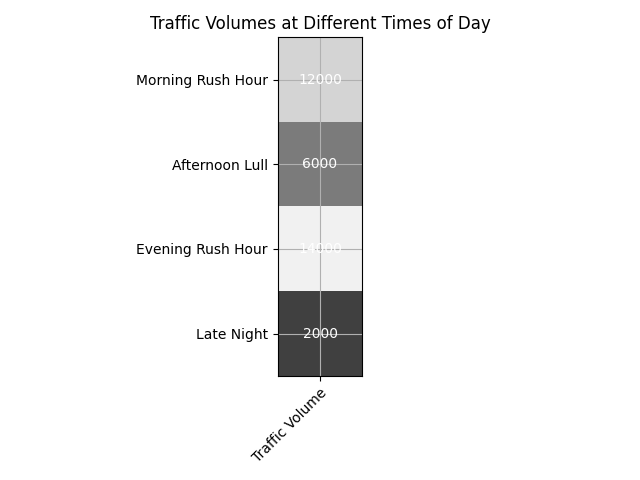 Traffic Volumes at Different Times of Day
Morning Rush Hour 12000
Afternoon Lull 6000
Evening Rush Hour 14000
Late Night 2000
Traffic Volume